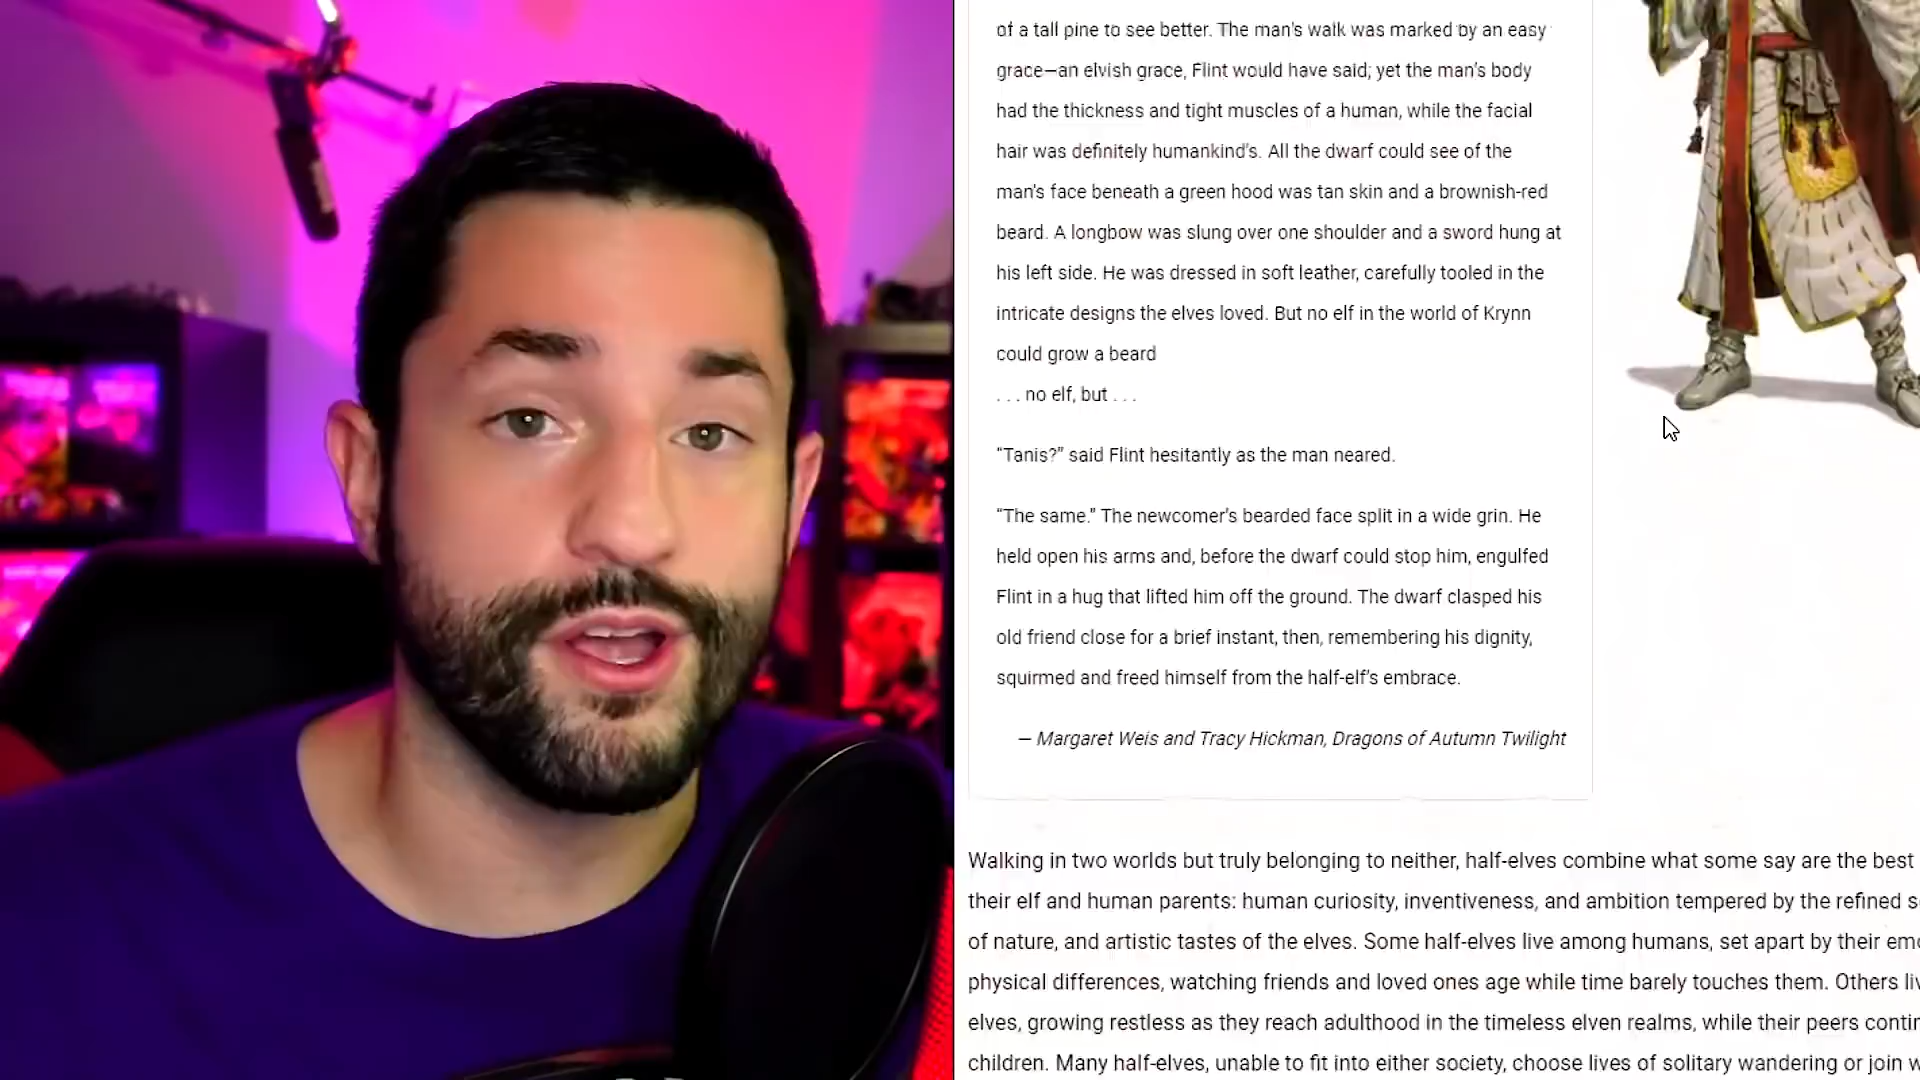 of a tall pine to see better. The man's walk was marked by an easy
grace—an elvish grace, Flint would have said; yet the man's body
had the thickness and tight muscles of a human, while the facial
hair was definitely humankind's. All the dwarf could see of the
man's face beneath a green hood was tan skin and a brownish-red
beard. A longbow was slung over one shoulder and a sword hung at
his left side. He was dressed in soft leather, carefully tooled in the
intricate designs the elves loved. But no elf in the world of Krynn
could grow a beard
. . . no elf, but . . .
“Tanis?” said Flint hesitantly as the man neared.
“The same.” The newcomer's bearded face split in a wide grin. He
held open his arms and, before the dwarf could stop him, engulfed
Flint in a hug that lifted him off the ground. The dwarf clasped his
old friend close for a brief instant, then, remembering his dignity,
squirmed and freed himself from the half-elf's embrace.
— Margaret Weis and Tracy Hickman, Dragons of Autumn Twilight
Walking in two worlds but truly belonging to neither, half-elves combine what some say are the best
their elf and human parents: human curiosity, inventiveness, and ambition tempered by the refined
of nature, and artistic tastes of the elves. Some half-elves live among humans, set apart by their
physical differences, watching friends and loved ones age while time barely touches them. Others
elves, growing restless as they reach adulthood in the timeless elven realms, while their peers
children. Many half-elves, unable to fit into either society, choose lives of solitary wandering or join